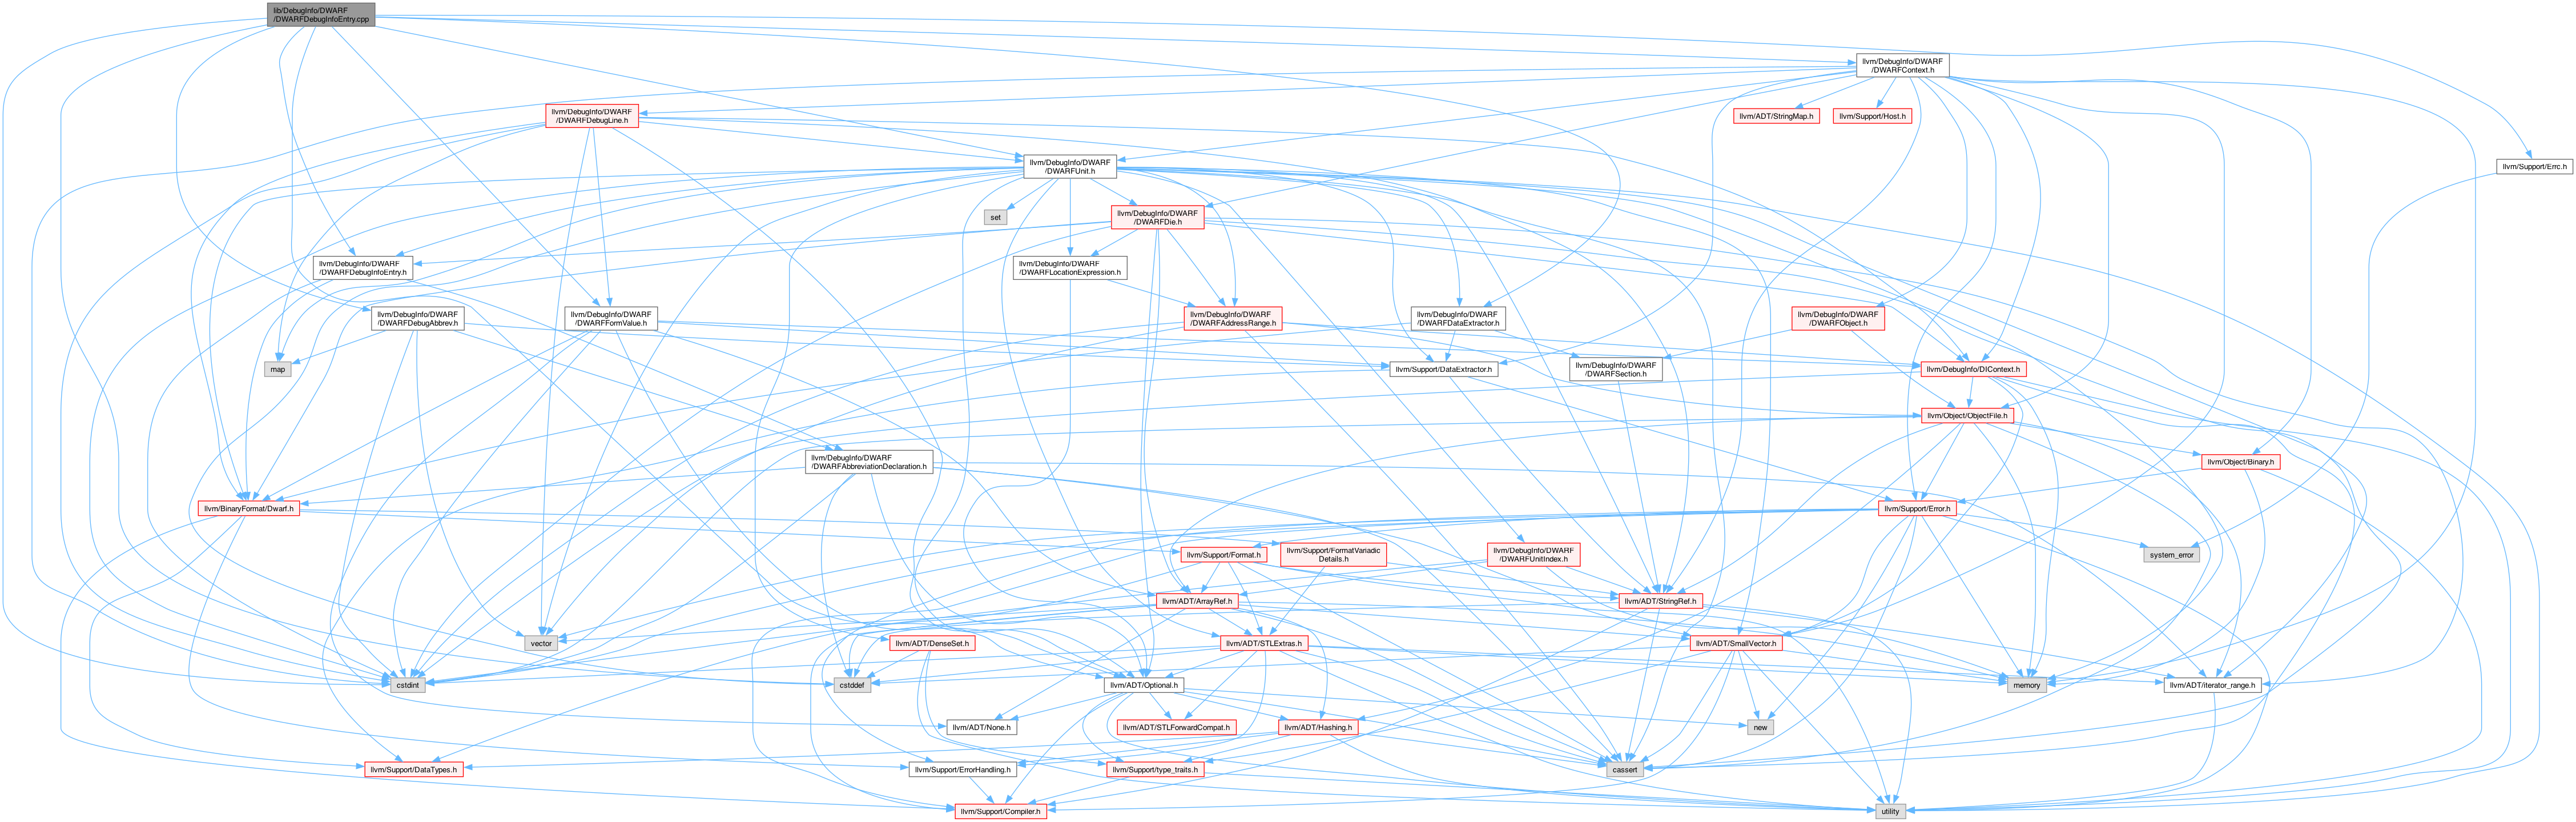 lib/DebugInfo/DWARF
/DWARFDebugInfoEntry.cpp
llvm/DebugInfo/DWARF
/DWARFContext.h
llvm/DebugInfo/DWARF
/DWARFDebugLine.h
llvm/ADT/StringMap.h
llvm/Support/Host.h
llvm/DebugInfo/DWARF
/DWARFUnit.h
llvm/Support/Errc.h
set
llvm/DebugInfo/DWARF
/DWARFDie.h
llvm/DebugInfo/DWARF
/DWARFDebugInfoEntry.h
llvm/DebugInfo/DWARF
/DWARFLocationExpression.h
llvm/DebugInfo/DWARF
/DWARFDebugAbbrev.h
llvm/DebugInfo/DWARF
/DWARFFormValue.h
llvm/DebugInfo/DWARF
/DWARFAddressRange.h
llvm/DebugInfo/DWARF
/DWARFDataExtractor.h
llvm/DebugInfo/DWARF
/DWARFObject.h
map
llvm/Support/DataExtractor.h
llvm/DebugInfo/DWARF
/DWARFSection.h
llvm/DebugInfo/DIContext.h
llvm/Object/ObjectFile.h
llvm/DebugInfo/DWARF
/DWARFAbbreviationDeclaration.h
llvm/Object/Binary.h
llvm/BinaryFormat/Dwarf.h
llvm/Support/Error.h
llvm/Support/Format.h
llvm/Support/FormatVariadic
Details.h
llvm/DebugInfo/DWARF
/DWARFUnitIndex.h
system_error
llvm/ADT/ArrayRef.h
llvm/ADT/StringRef.h
vector
llvm/ADT/DenseSet.h
llvm/ADT/STLExtras.h
llvm/ADT/SmallVector.h
cstdint
cstddef
llvm/ADT/Optional.h
memory
llvm/ADT/iterator_range.h
llvm/ADT/None.h
llvm/ADT/STLForwardCompat.h
llvm/ADT/Hashing.h
new
llvm/Support/DataTypes.h
llvm/Support/ErrorHandling.h
llvm/Support/type_traits.h
cassert
llvm/Support/Compiler.h
utility